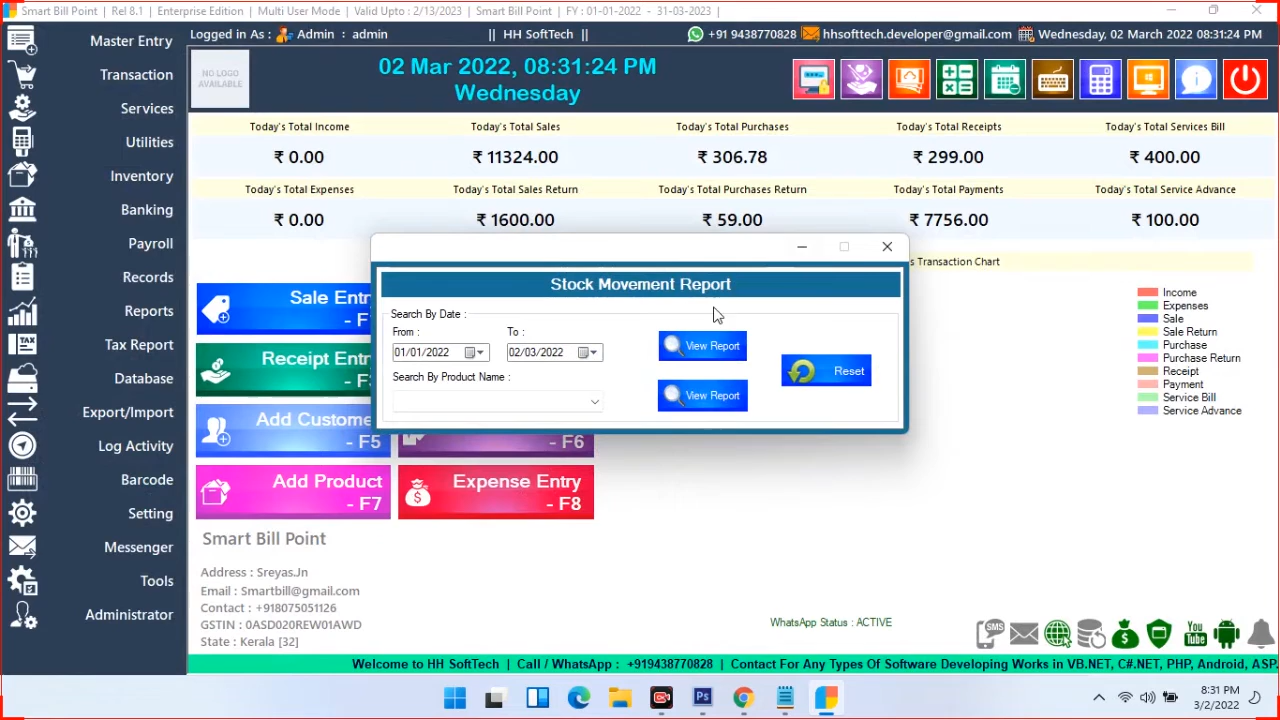 Smart Bill Point | Rel 8.1 | Enterprise Edition | Multi User Mode | Valid Upto : 2/13/2023 | Smart Bill Point | FY : 01-01-2022 - 31-03-2023 |
Logged in As : Admin : admin || HH SoftTech || +91 9438770828 hhsofttech.developer@gmail.com Wednesday, 02 March 2022, 08:31:24 PM
Master Entry
Transaction
Services
Utilities
Inventory
Banking
Payroll
Records
Reports
Tax Report
Database
Export/Import
Log Activity
Barcode
Setting
Messenger
Tools
Administrator
NO LOGO
AVAILABLE
02 Mar 2022, 08:31:24 PM
Wednesday
Today's Total Income Today's Total Sales Today's Total Purchases Today's Total Receipts Today's Total Services Bill
₹ 0.00 ₹ 11324.00 ₹ 306.78 ₹ 299.00 ₹ 400.00
Today's Total Expenses Today's Total Sales Return Today's Total Purchases Return Today's Total Payments Today's Total Service Advance
₹ 0.00 ₹ 1600.00 ₹ 59.00 ₹ 7756.00 ₹ 100.00
s Transaction Chart
Stock Movement Report
Search By Date :
From : To :
01/01/2022 02/03/2022 View Report
Reset
Search By Product Name :
View Report
Income
Expenses
Sale
Sale Return
Purchase
Purchase Return
Receipt
Payment
Service Bill
Service Advance
Sale Entr
- F
Receipt
- F
Add Custome
- F5
- F6
Add Product
- F7
Expense Entry
- F8
Smart Bill Point
Address : Sreyas.Jn
Email : Smartbill@gmail.com
Contact : +918075051126
GSTIN : 0ASD020REW01AWD
State : Kerala [32]
WhatsApp Status : ACTIVE
SMS
You
Tube
Welcome to HH SoftTech | Call / WhatsApp : +919438770828 | Contact For Any Types Of Software Developing Works in VB.NET, C#.NET, PHP, Android, ASP.
Ps
8:31 PM
3/2/2022